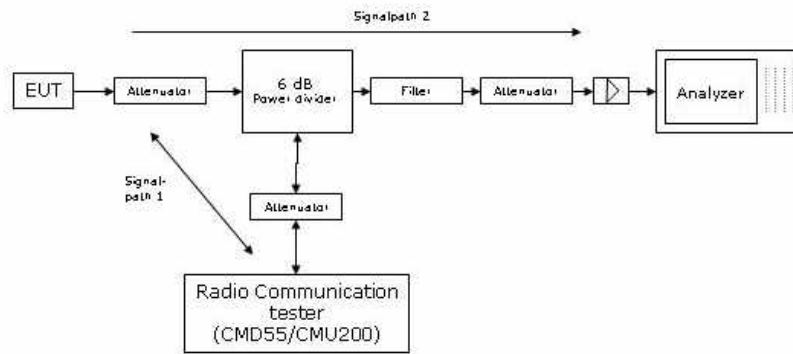 Signalpath 2
EUT
Attenuator
6 dB
Power divider
Filter
Attenuator
Analyzer
Signal-
path 1
Attenuator
Radio Communication
tester
(CMD55/CMU200)